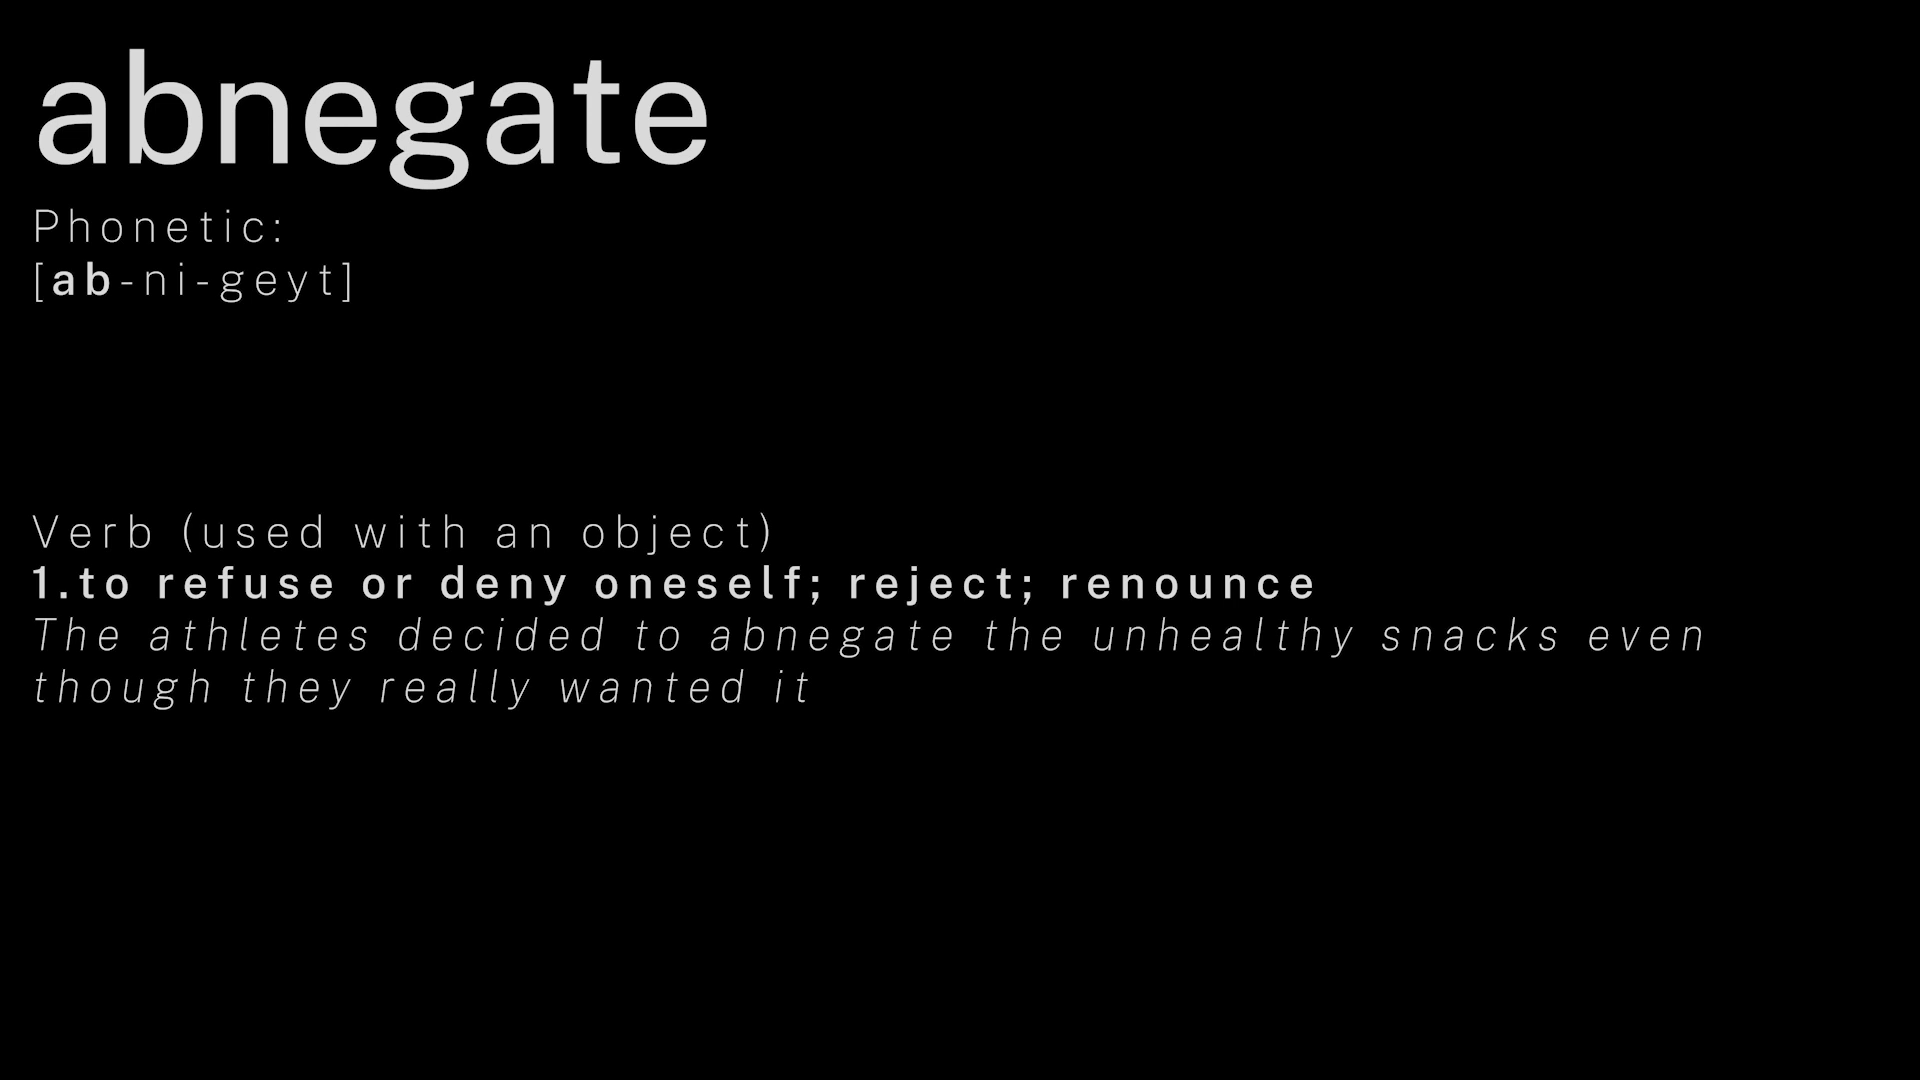 abnegate
Phonetic:
[ab-ni-geyt]
Verb (used with an object)
1.to refuse or deny oneself; reject; renounce
The athletes decided to abnegate the unhealthy snacks even
though they really wanted it